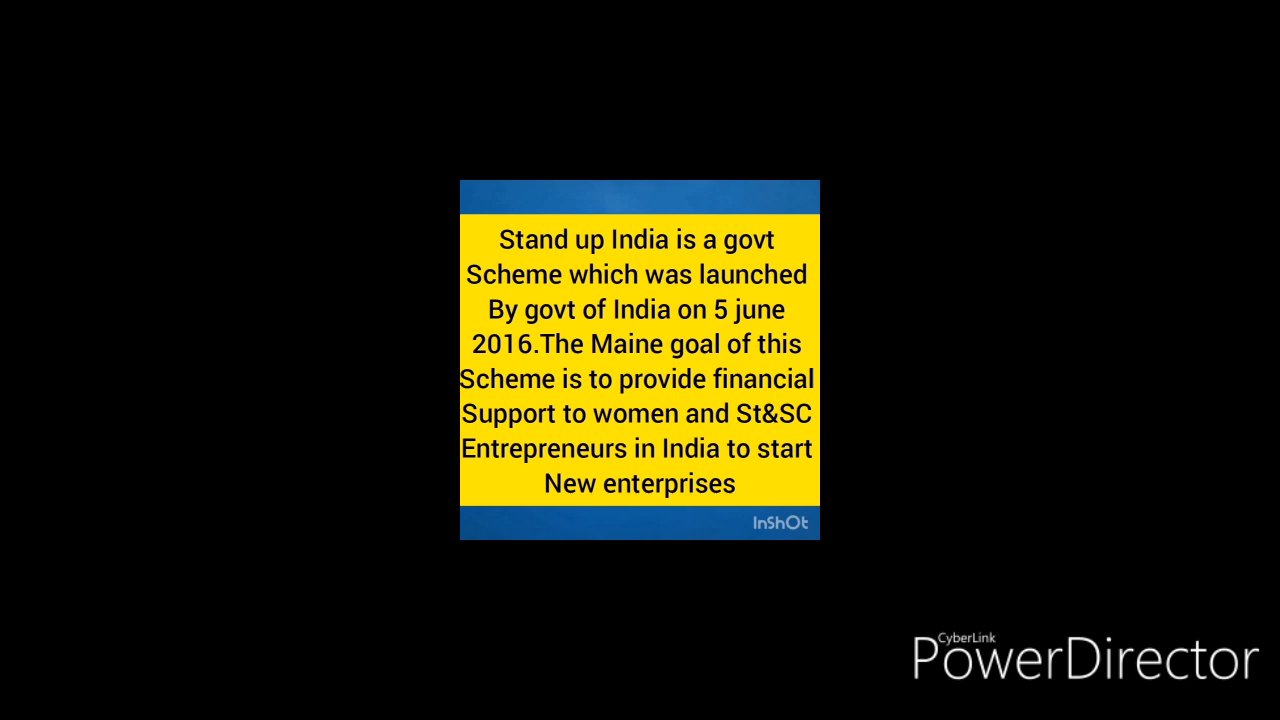 Stand up India is a govt
Scheme which was launched
By govt of India on 5 june
2016.The Maine goal of this
Scheme is to provide financial
Support to women and St&SC
Entrepreneurs in India to start
New enterprises
InShOt
CyberLink
PowerDirector